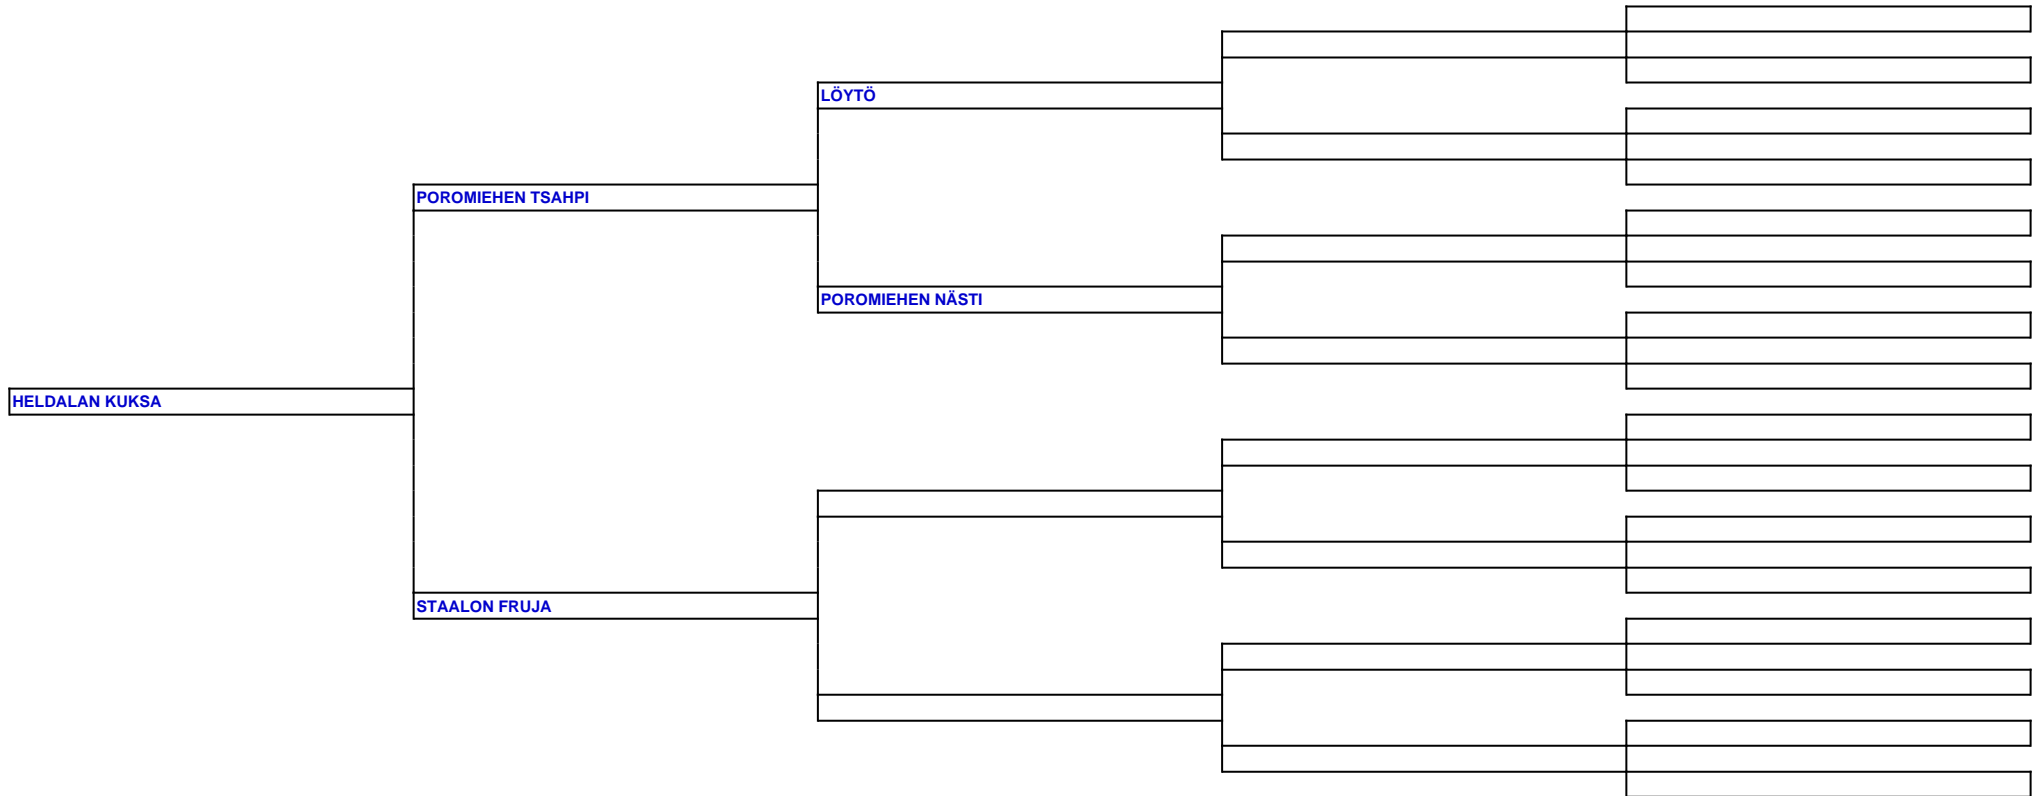 LÖYTÖ
POROMIEHEN TSAHPI
POROMIEHEN NÄSTI
HELDALAN KUKSA
STAALON FRUJA